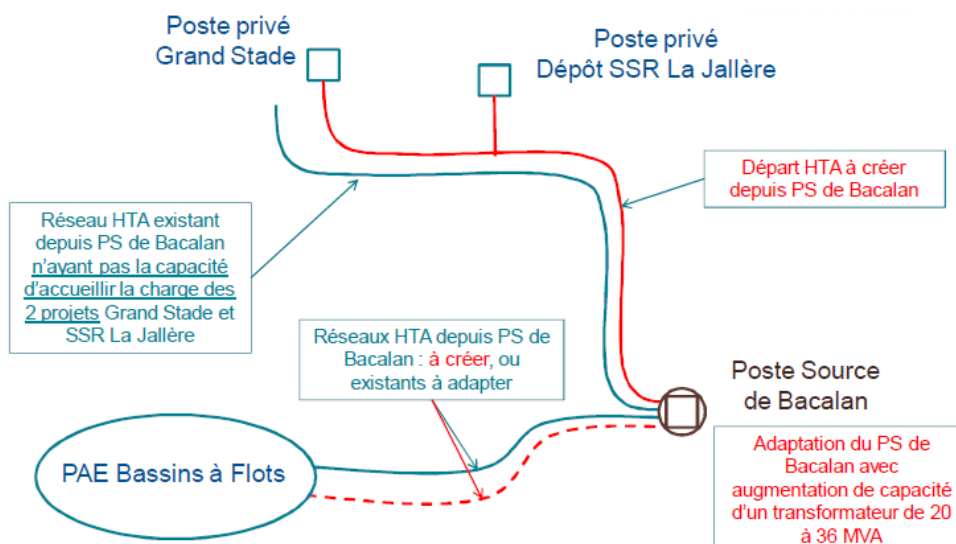 Poste privé
Grand Stade
Poste privé
Dépôt SSR La Jallère
Départ HTA à créer
depuis PS de Bacalan
Réseau HTA existant
depuis PS de Bacalan
n'ayant pas la capacité
d'accueillir la charge des
2 projets Grand Stade et
SSR La Jallère
Réseaux HTA depuis PS de
Bacalan : à créer, ou
existants à adapter
Poste Source
de Bacalan
PAE Bassins à Flots
Adaptation du PS de
Bacalan avec
augmentation de capacité
d'un transformateur de 20
à 36 MVA